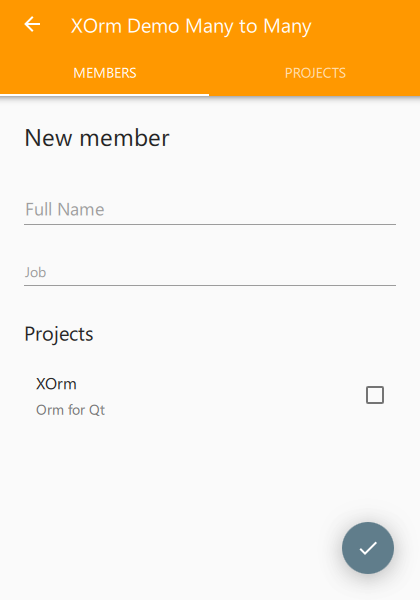 XOrm Demo Many to Many
MEMBERS PROJECTS
New member
Full Name
Job
Projects
XOrm
Orm for Qt